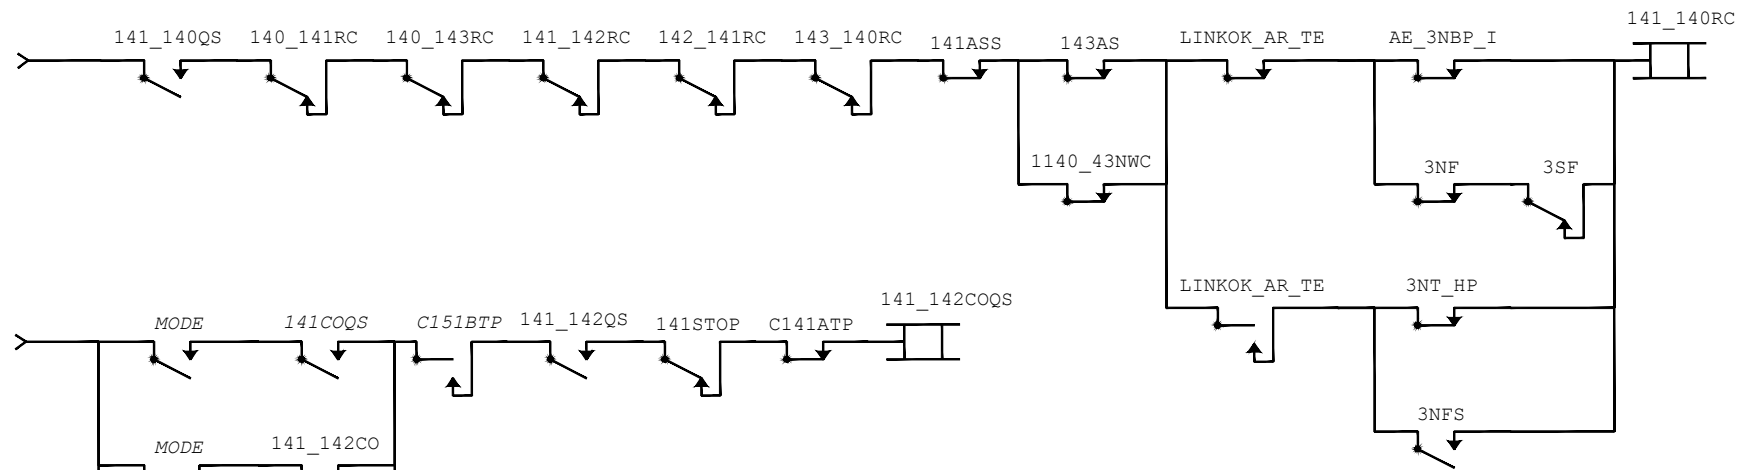 141_140QS 140_141RC 140_143RC 141_142RC 142_141RC 143_140RC 141ASS 143AS LINKOK_AR_TE AE_3NBP_I 141_140RC
1140_43NWC 3NF 3SF
LINKOK_AR_TE 3NT_HP
MODE 141COQS C151BTP 141_142QS 141STOP C141ATP 141_142COQS
3NFS
MODE 141_142CO